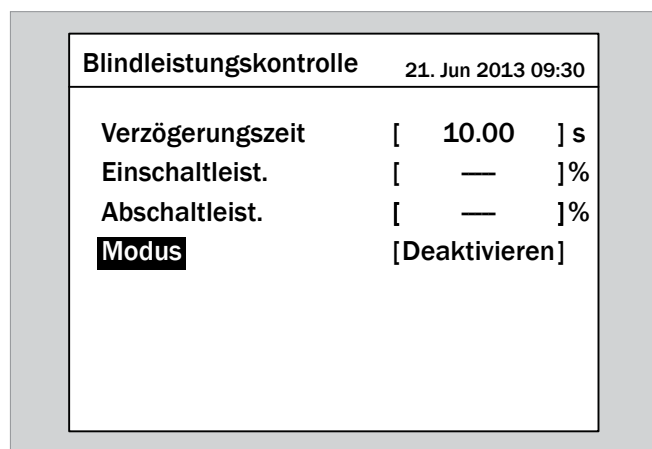 Blindleistungskontrolle 21. Jun 2013 09:30
Verzögerungszeit [ 10.00 ] s
Einschaltleist. [ — ]%
Abschaltleist. [ — ]%
Modus [Deaktivieren]